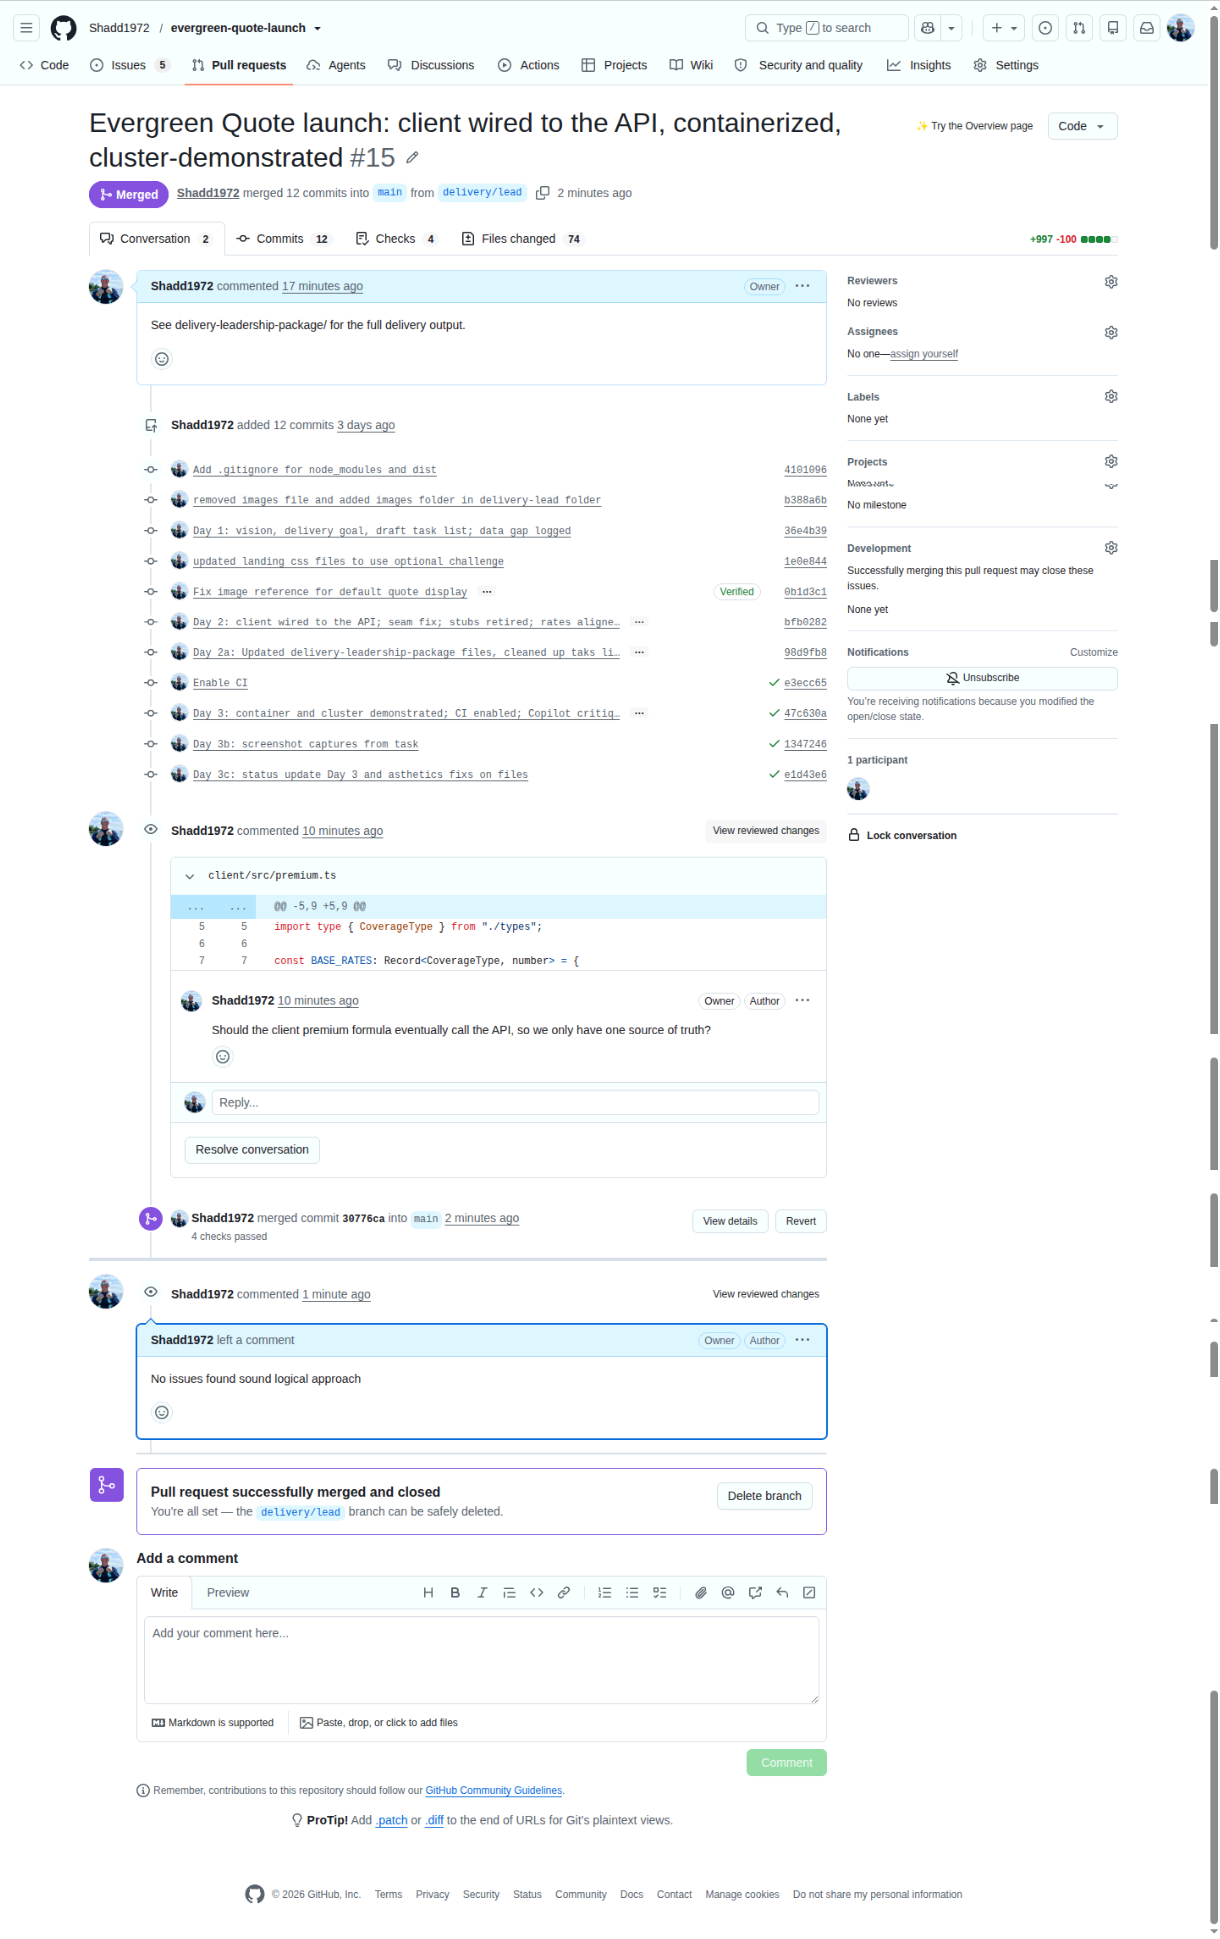 Shadd1972 / evergreen-quote-launch
Type / to search
Code
Issues 5
Pull requests
Agents
Discussions
Actions
Projects
Wiki
Security and quality
Insights
Settings
Evergreen Quote launch: client wired to the API, containerized,
cluster-demonstrated #15
Try the Overview page
Code
Merged
Shadd1972 merged 12 commits into main from delivery/lead 2 minutes ago
Conversation 2
Commits 12
Checks 4
Files changed 74
+997 -100
Shadd1972 commented 17 minutes ago
Owner
See delivery-leadership-package/ for the full delivery output.
Shadd1972 added 12 commits 3 days ago
Add .gitignore for node_modules and dist 4101096
removed images file and added images folder in delivery-lead folder b388a6b
Day 1: vision, delivery goal, draft task list; data gap logged 36e4b39
updated landing css files to use optional challenge 1e0e844
Fix image reference for default quote display ... Verified 0b1d3c1
Day 2: client wired to the API; seam fix; stubs retired; rates aligne… ... bfb0282
Day 2a: Updated delivery-leadership-package files, cleaned up taks li… ... 98d9fb8
Enable CI e3ecc65
Day 3: container and cluster demonstrated; CI enabled; Copilot critiq… ... 47c630a
Day 3b: screenshot captures from task 1347246
Day 3c: status update Day 3 and asthetics fixs on files e1d43e6
Shadd1972 commented 10 minutes ago
View reviewed changes
client/src/premium.ts
... ... @@ -5,9 +5,9 @@
5 5 import type { CoverageType } from "./types";
6 6
7 7 const BASE_RATES: Record<CoverageType, number> = {
Shadd1972 10 minutes ago
Owner Author
Should the client premium formula eventually call the API, so we only have one source of truth?
Reply...
Resolve conversation
Shadd1972 merged commit 30776ca into main 2 minutes ago
View details
Revert
4 checks passed
Shadd1972 commented 1 minute ago
View reviewed changes
Shadd1972 left a comment
Owner Author
No issues found sound logical approach
Pull request successfully merged and closed
You're all set — the delivery/lead branch can be safely deleted.
Delete branch
Add a comment
Write
Preview
Add your comment here...
Markdown is supported
Paste, drop, or click to add files
Comment
Remember, contributions to this repository should follow our GitHub Community Guidelines.
ProTip! Add .patch or .diff to the end of URLs for Git's plaintext views.
Reviewers
No reviews
Assignees
No one—assign yourself
Labels
None yet
Projects
No milestone
Development
Successfully merging this pull request may close these
issues.
None yet
Notifications
Customize
Unsubscribe
You're receiving notifications because you modified the
open/close state.
1 participant
Lock conversation
© 2026 GitHub, Inc.
Terms
Privacy
Security
Status
Community
Docs
Contact
Manage cookies
Do not share my personal information